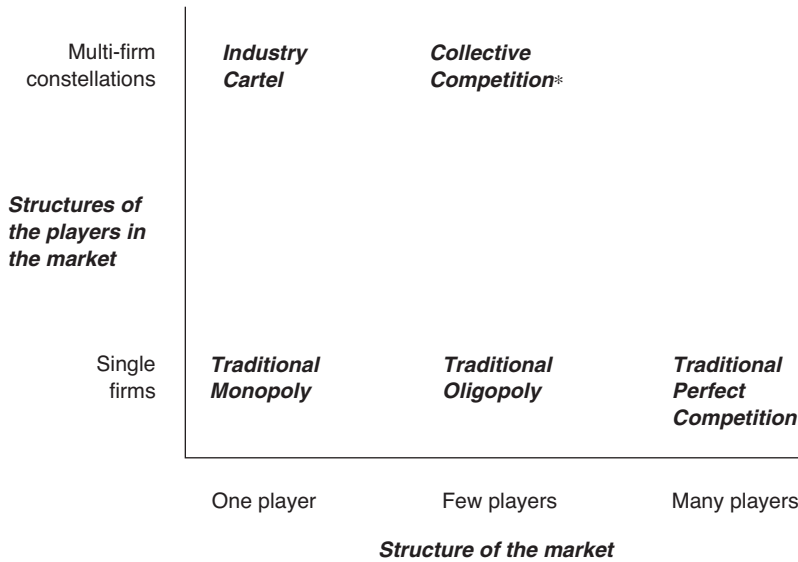 Multi-firm
constellations
Industry
Cartel
Collective
Competition*
Structures of
the players in
the market
Single
firms
Traditional
Monopoly
Traditional
Oligopoly
Traditional
Perfect
Competition
One player
Few players
Many players
Structure of the market